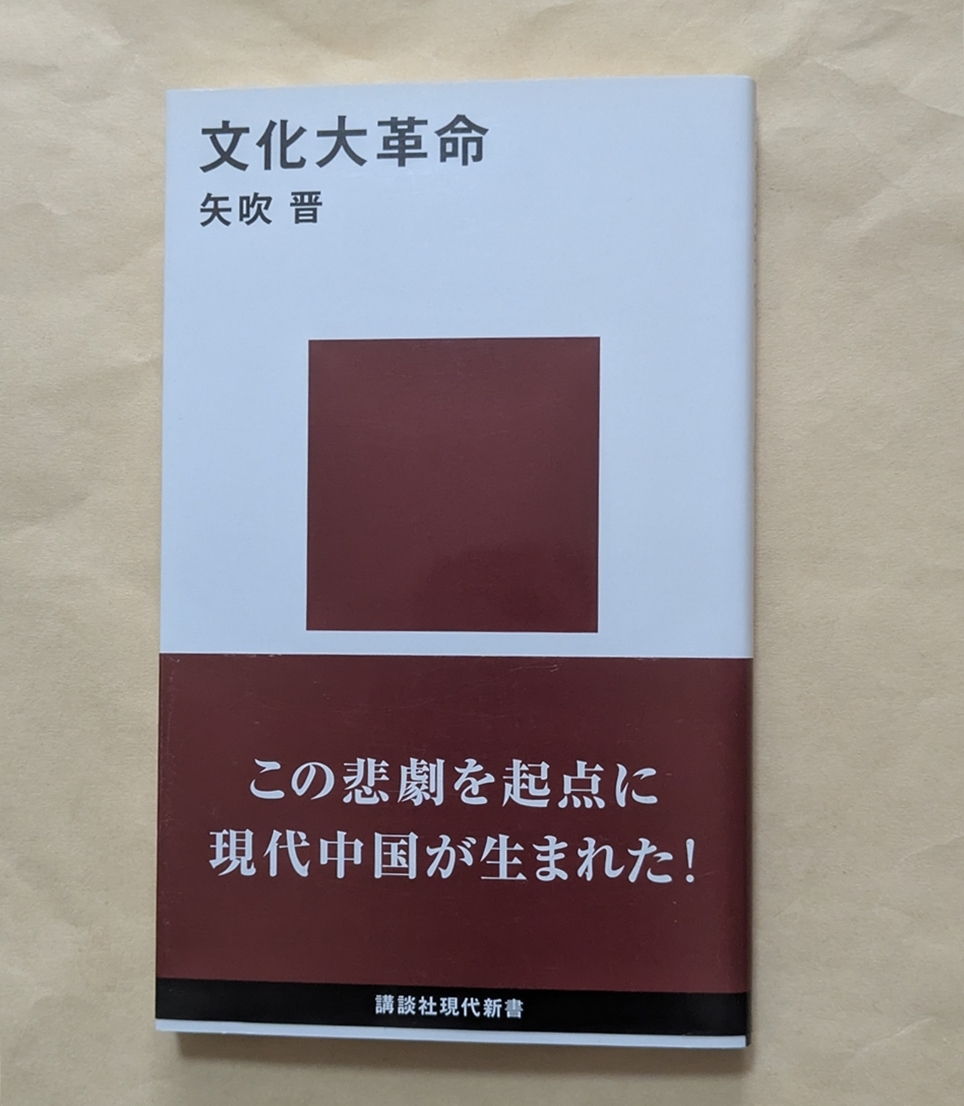 文化大革命
矢吹 晋
この悲劇を起点に
現代中国が生まれた!
講談社現代新書